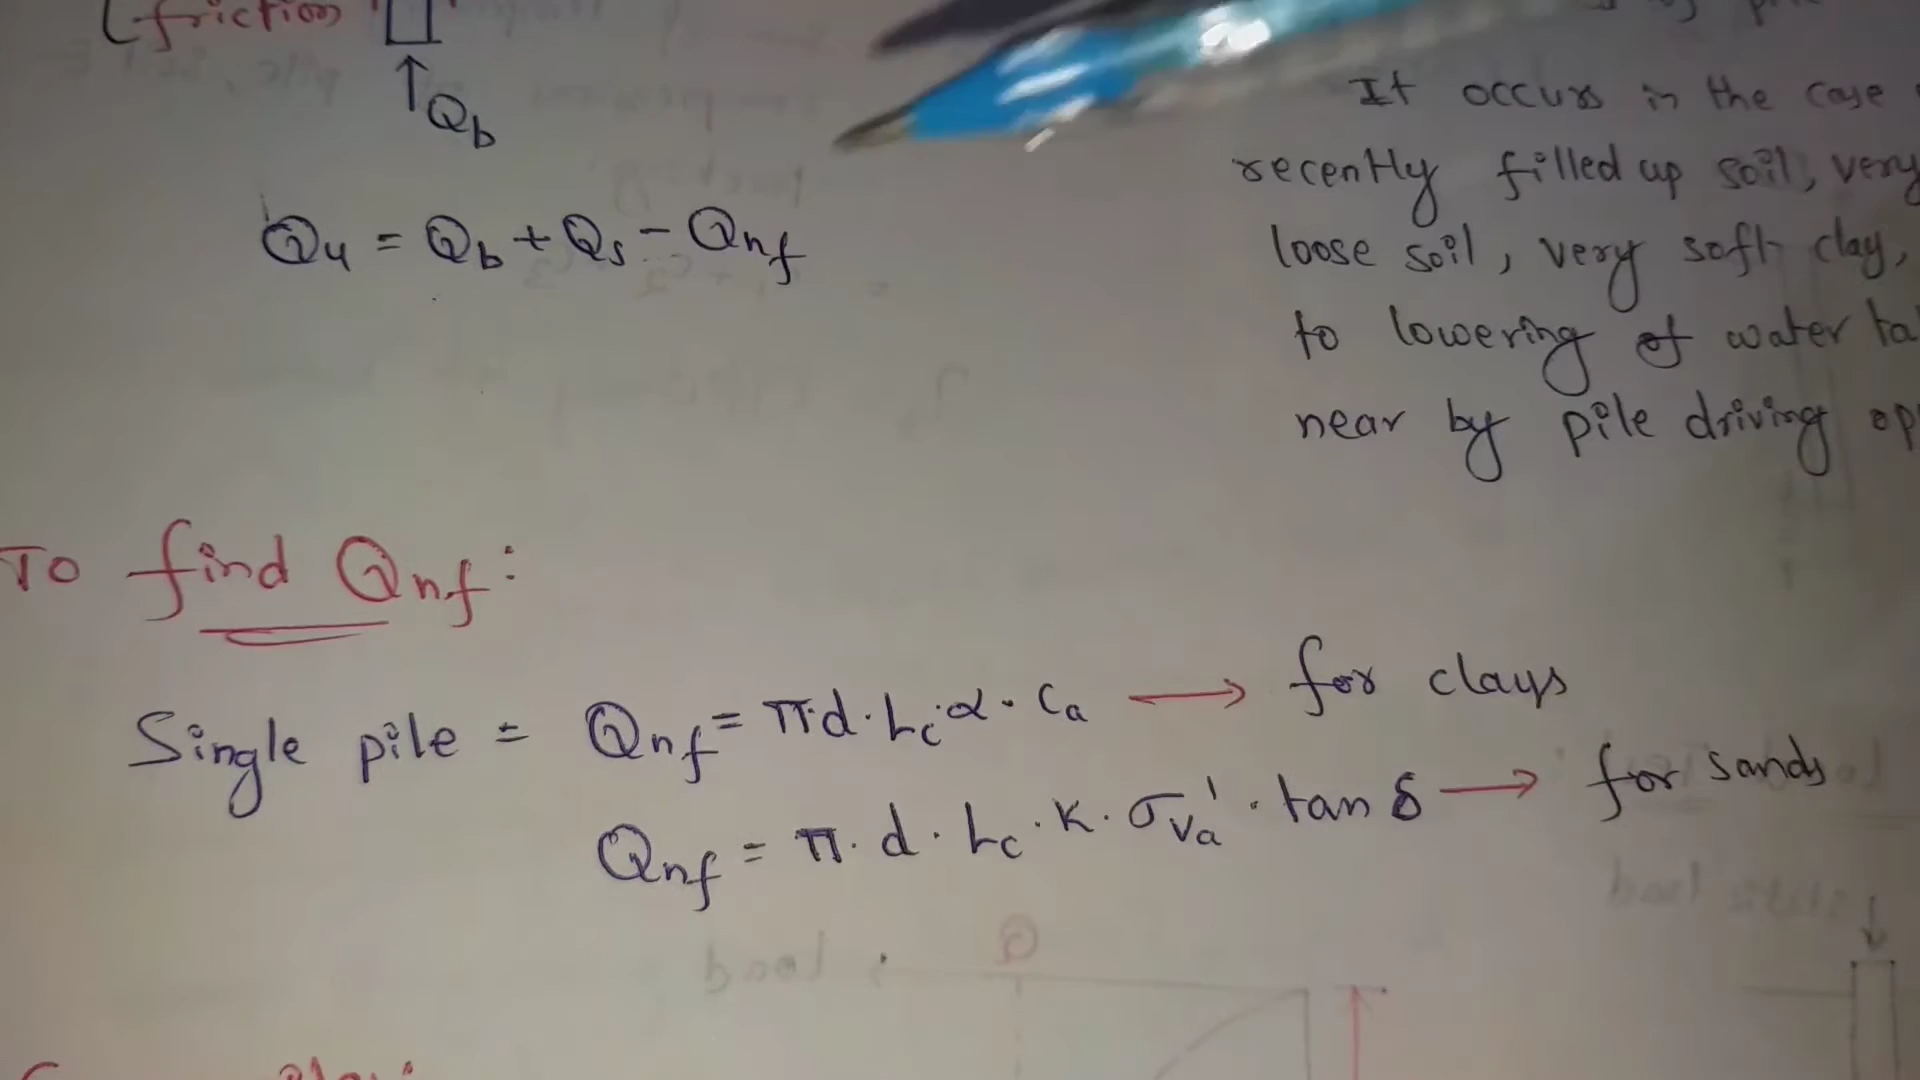 (friction
Qb
Qu = Qb + Qs - Qnf
It occurs in the case
recently filled up soil, very
loose soil, very soft clay,
to lowering of water
near by pile driving
To find Qnf:
Single pile = Qnf = π·d·Lc·α·Ca → for clays
Qnf = π·d·Lc·K·σva'·tan δ → for sands